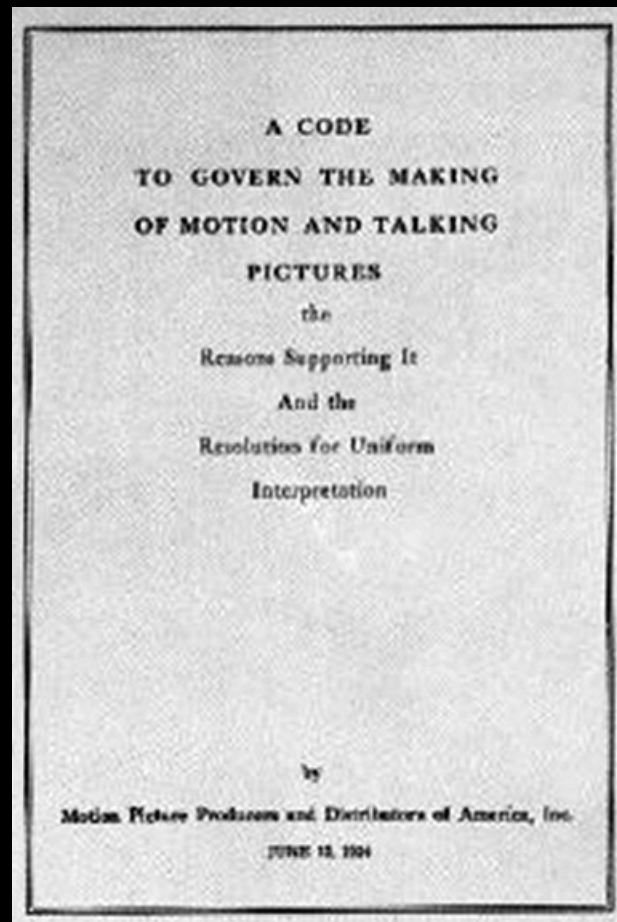 A CODE
TO GOVERN THE MAKING
OF MOTION AND TALKING
PICTURES
the
Reasons Supporting It
And the
Resolution for Uniform
Interpretation
by
Motion Picture Producers and Distributors of America, Inc.
JUNE 13, 1934